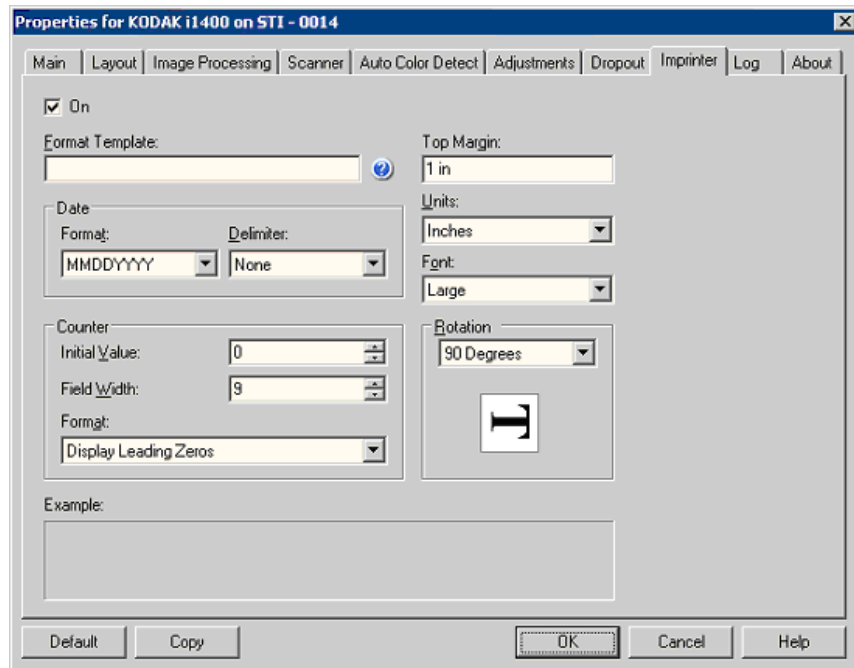 Properties for KODAK i1400 on STI - 0014
Main Layout Image Processing Scanner Auto Color Detect Adjustments Dropout Imprinter Log About
On
Format Template:
Top Margin:
1 in
Date
Format:
Delimiter:
MMDDYYYY
None
Units:
Inches
Font:
Large
Counter
Initial Value:
0
Field Width:
9
Format:
Display Leading Zeros
Rotation
90 Degrees
T
Example:
Default Copy OK Cancel Help